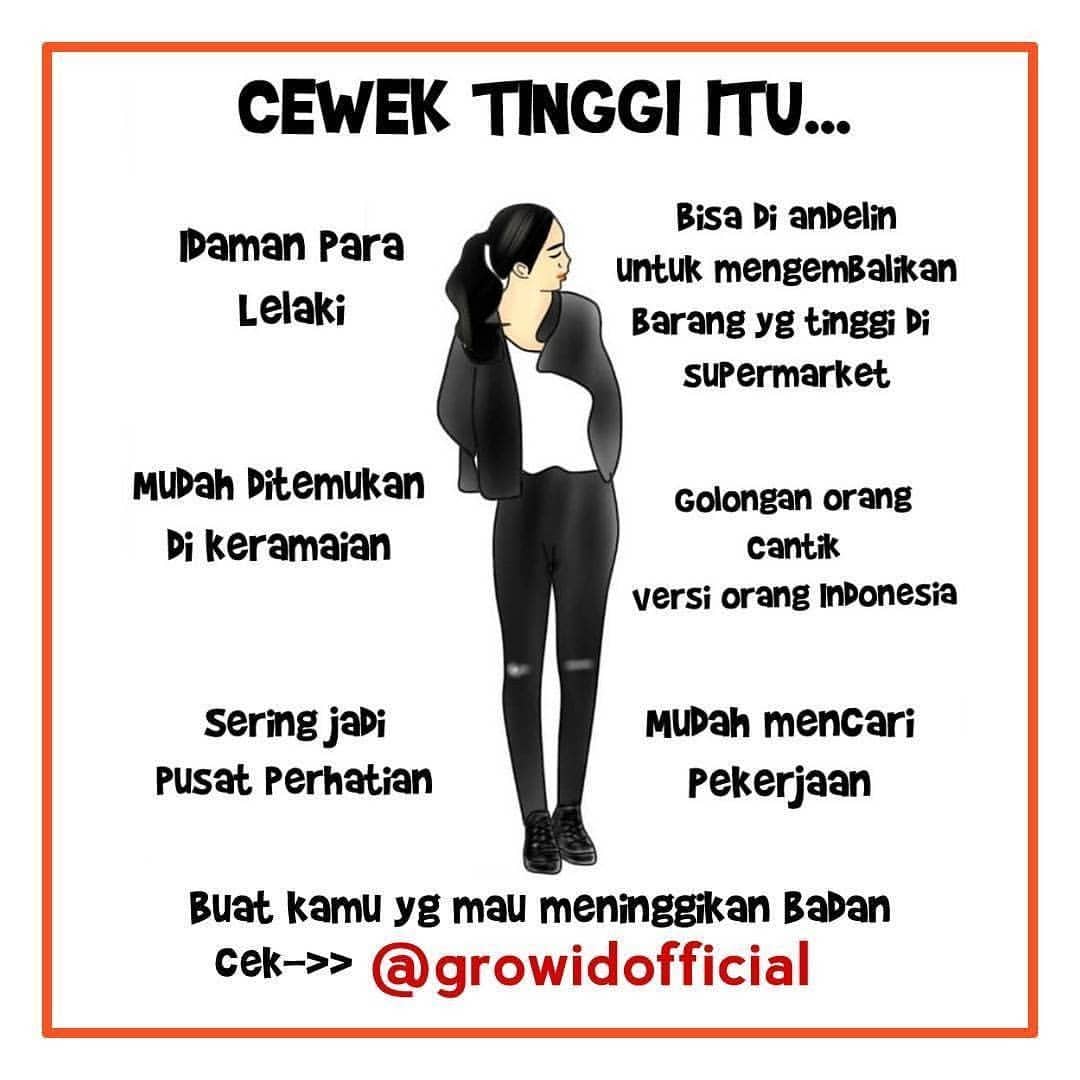 CEWEK TINGGI ITU...
Idaman Para
Lelaki
Bisa Di andelin
untuk mengembalikan
Barang yg tinggi Di
supermarket
Mudah Ditemukan
Di keramaian
Golongan orang
cantik
versi orang Indonesia
Sering jadi
Pusat Perhatian
Mudah mencari
Pekerjaan
Buat kamu yg mau meninggikan Badan
Cek-->> @growidofficial